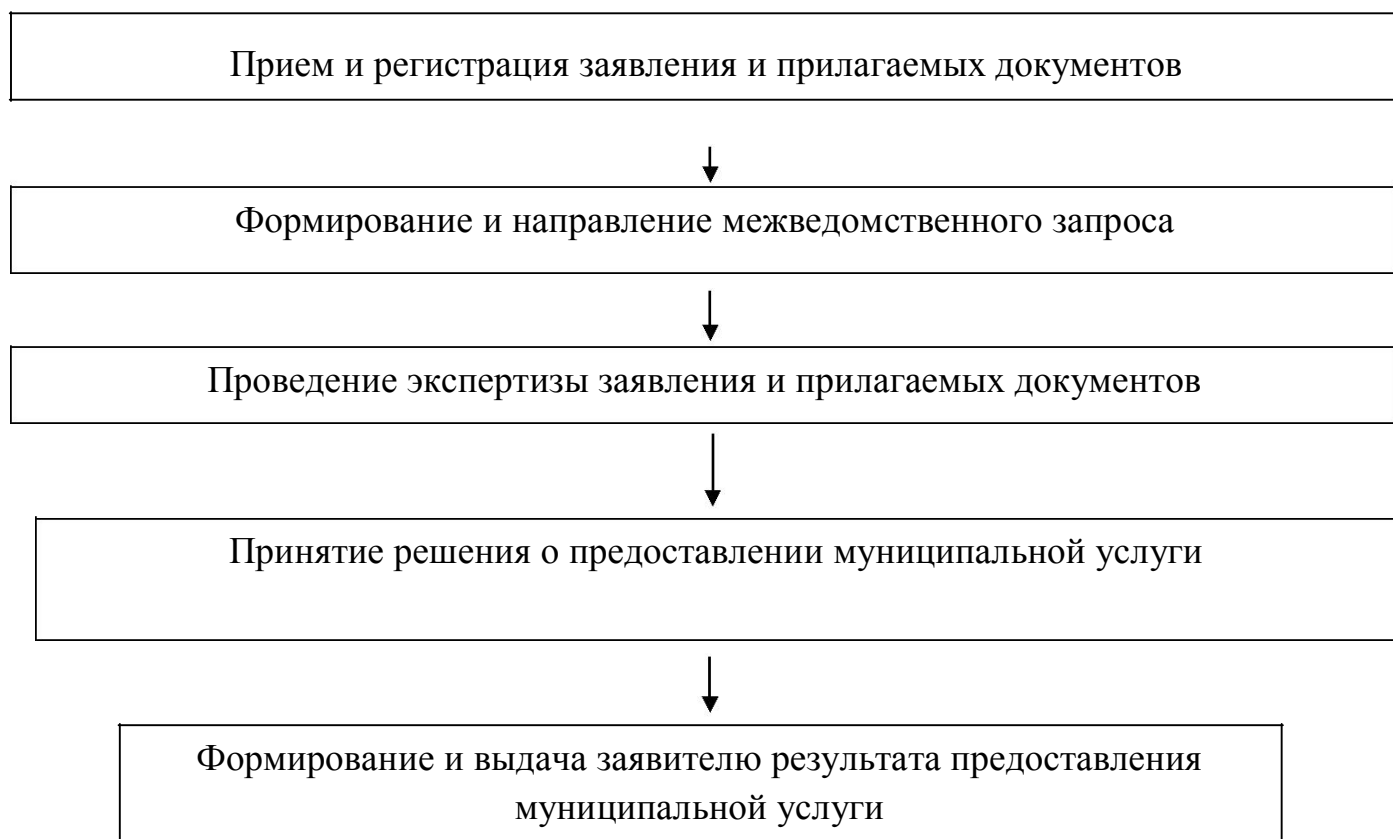 Прием и регистрация заявления и прилагаемых документов
Формирование и направление межведомственного запроса
Проведение экспертизы заявления и прилагаемых документов
Принятие решения о предоставлении муниципальной услуги
Формирование и выдача заявителю результата предоставления
муниципальной услуги